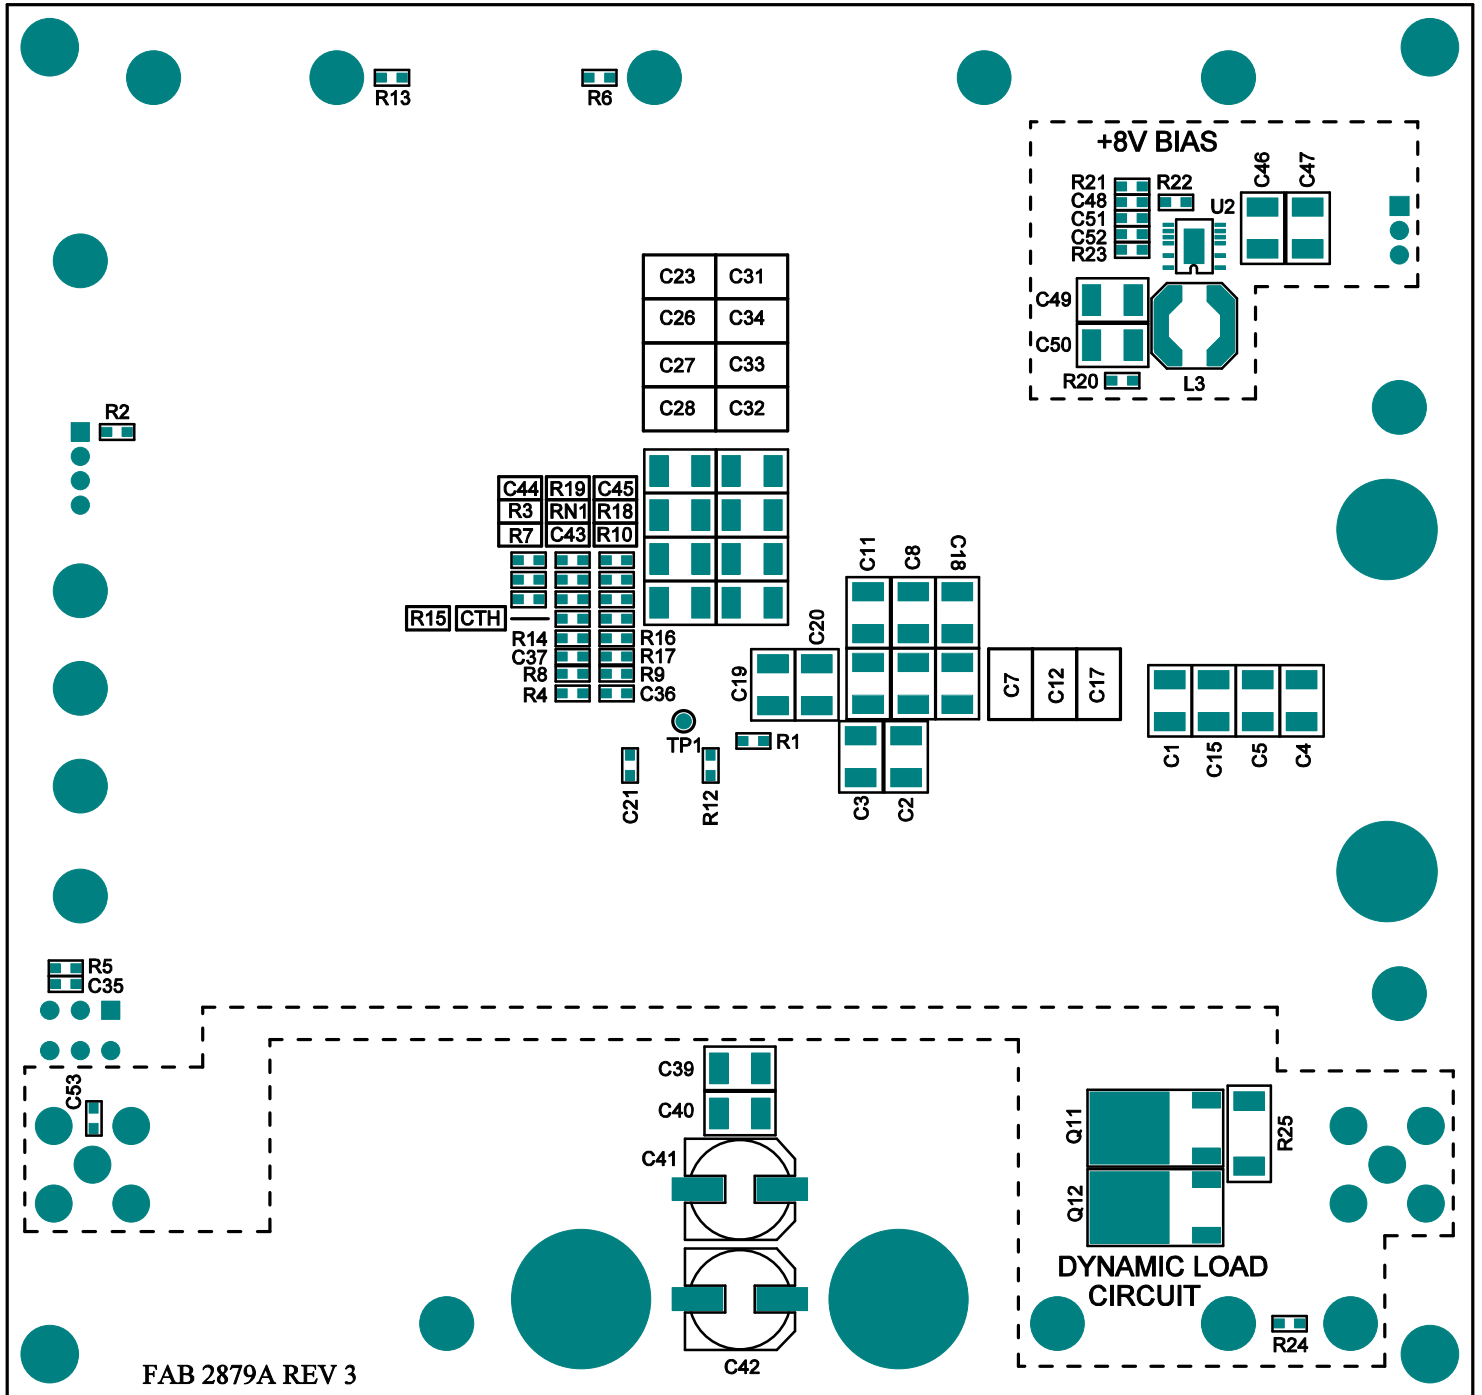 R13
R6
+8V BIAS
C46
C47
R21
R22
C48
U2
C51
C52
R23
C23
C31
C49
C26
C34
C50
C27
C33
R20
L3
C28
C32
R2
C44
R19
C45
R3
RN1
R18
R7
C43
R10
C11
C8
C18
R15
CTH
C20
R14
R16
C37
R17
R8
R9
R4
C36
C19
C7
C12
C17
TP1
R1
C1
C15
C5
C4
C21
R12
C3
C2
R5
C35
C39
C53
C40
Q11
R25
C41
Q12
DYNAMIC LOAD
CIRCUIT
R24
C42
FAB 2879A REV 3